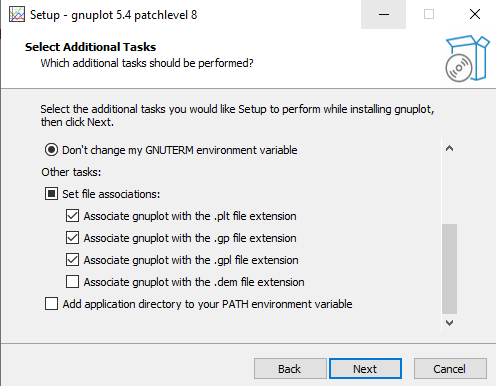 Setup - gnuplot 5.4 patchlevel 8
Select Additional Tasks
Which additional tasks should be performed?
Select the additional tasks you would like Setup to perform while installing gnuplot,
then click Next.
Don't change my GNUTERM environment variable
Other tasks:
Set file associations:
Associate gnuplot with the .plt file extension
Associate gnuplot with the .gp file extension
Associate gnuplot with the .gpl file extension
Associate gnuplot with the .dem file extension
Add application directory to your PATH environment variable
Back
Next
Cancel